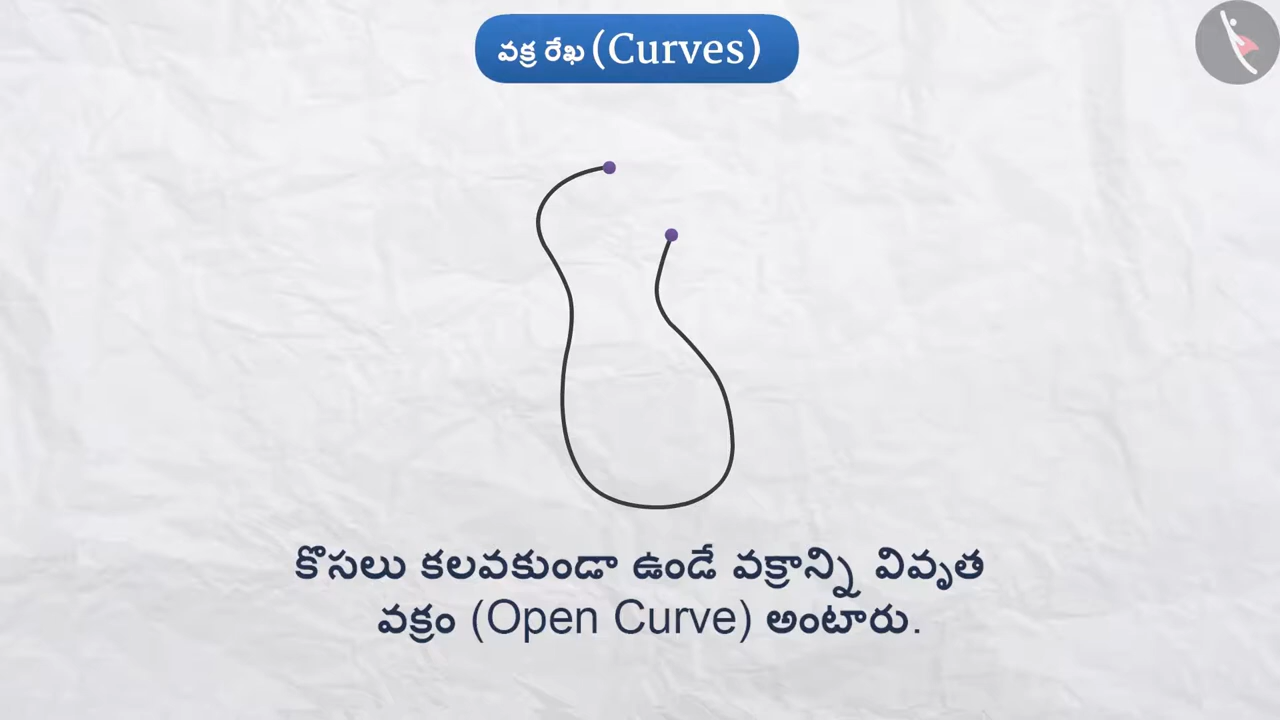 వక్ర రేఖ (Curves)
కొసలు కలవకుండా ఉండే వక్రాన్ని వివృత
వక్రం (Open Curve) అంటారు.